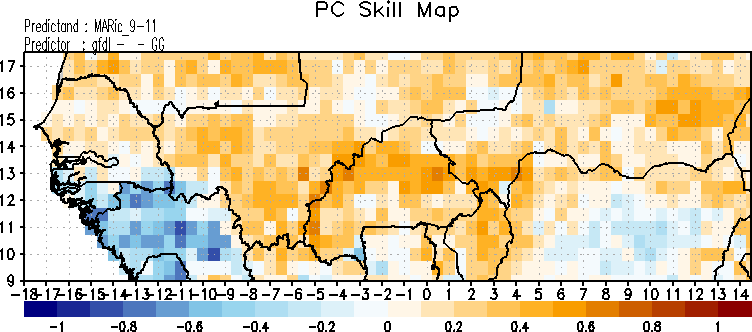 PC Skill Map
Predictand : MARic_9-11
Predictor : gfdl - - GG
17
16
15
14
13
12
11
10
9
-18 -17 -16 -15 -14 -13 -12 -11 -10 -9 -8 -7 -6 -5 -4 -3 -2 -1 0 1 2 3 4 5 6 7 8 9 10 11 12 13 14
-1 -0.8 -0.6 -0.4 -0.2 0 0.2 0.4 0.6 0.8 1